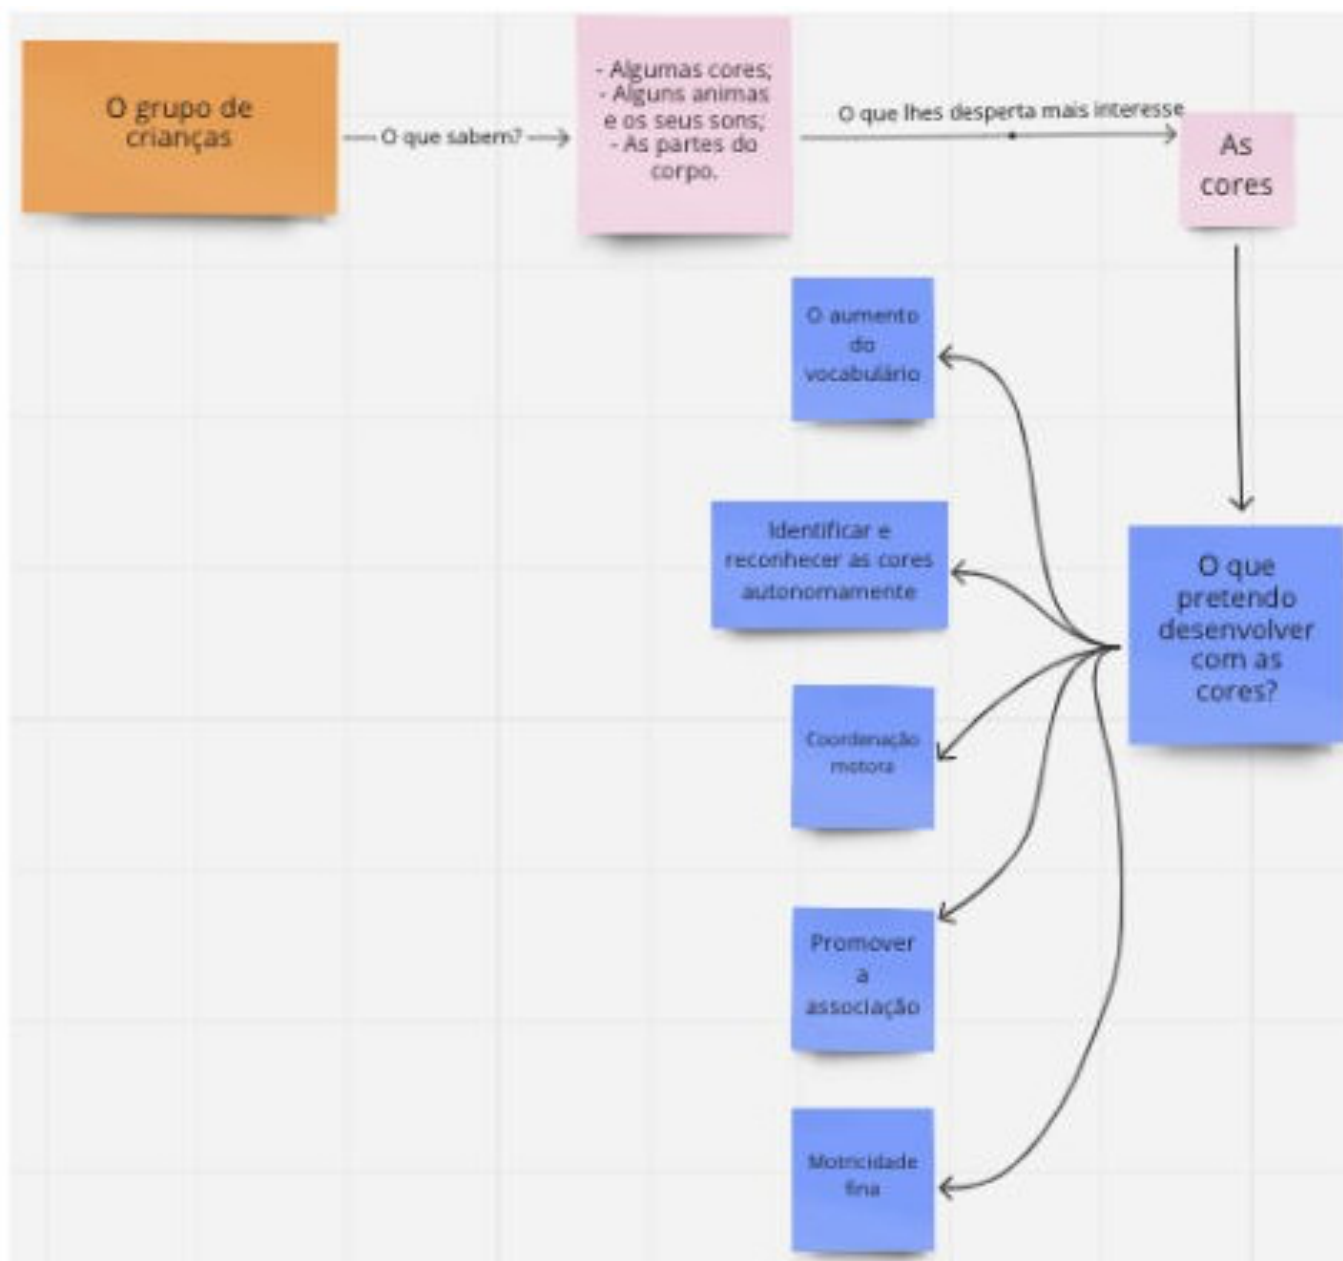 O grupo de
crianças
O que sabem?
- Algumas cores;
- Alguns animas
e os seus sons;
- As partes do
corpo.
O que lhes desperta mais interesse
As
cores
O que
pretendo
desenvolver
com as
cores?
O aumento
do
vocabulário
Identificar e
reconhecer as cores
autonomamente
Coordenação
motora
Promover
a
associação
Motricidade
fina